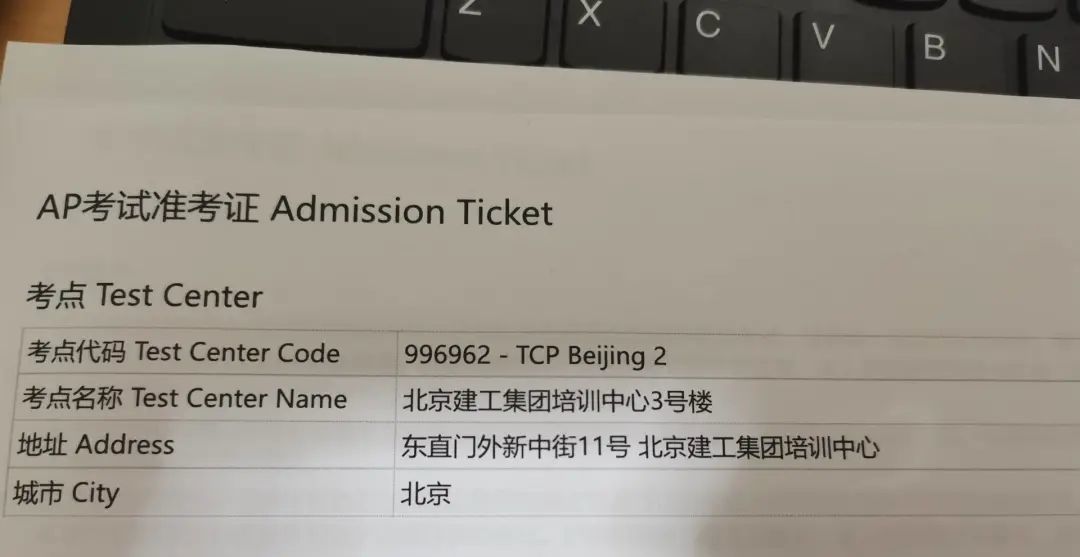 Z X C V B N
AP考试准考证 Admission Ticket
考点 Test Center
考点代码 Test Center Code 996962 - TCP Beijing 2
考点名称 Test Center Name 北京建工集团培训中心3号楼
地址 Address 东直门外新中街11号 北京建工集团培训中心
城市 City 北京